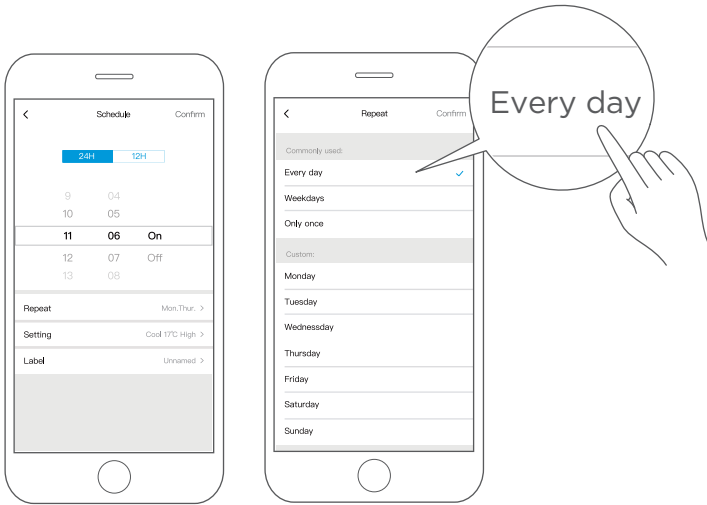 < Schedule Confirm
24H 12H
9 04
10 05
11 06 On
12 07 Off
13 08
Repeat Mon.Thur. >
Setting Cool 17℃ High >
Label Unnamed >
< Repeat Confirm
Commonly used:
Every day
Weekdays
Only once
Custom:
Monday
Tuesday
Wednessday
Thursday
Friday
Saturday
Sunday
Every day